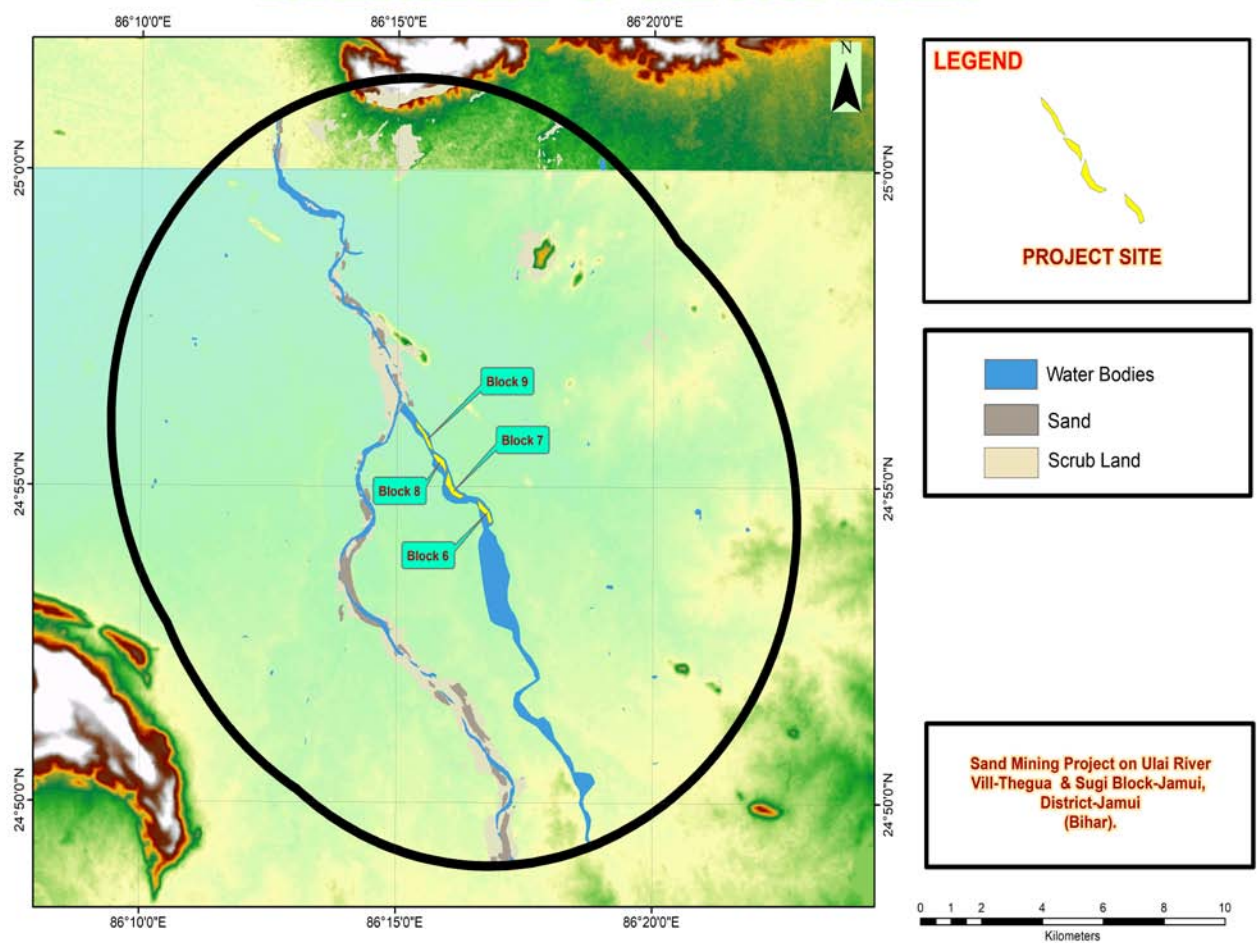 86°10'0"E
86°15'0"E
86°20'0"E
N
LEGEND
PROJECT SITE
25°0'0"N
25°0'0"N
Water Bodies
Sand
Scrub Land
Block 9
Block 7
Block 8
Block 6
24°55'0"N
24°55'0"N
24°50'0"N
24°50'0"N
Sand Mining Project on Ulai River
Vill-Thegua & Sugi Block-Jamui,
District-Jamui
(Bihar).
86°10'0"E
86°15'0"E
86°20'0"E
0 1 2 4 6 8 10
Kilometers